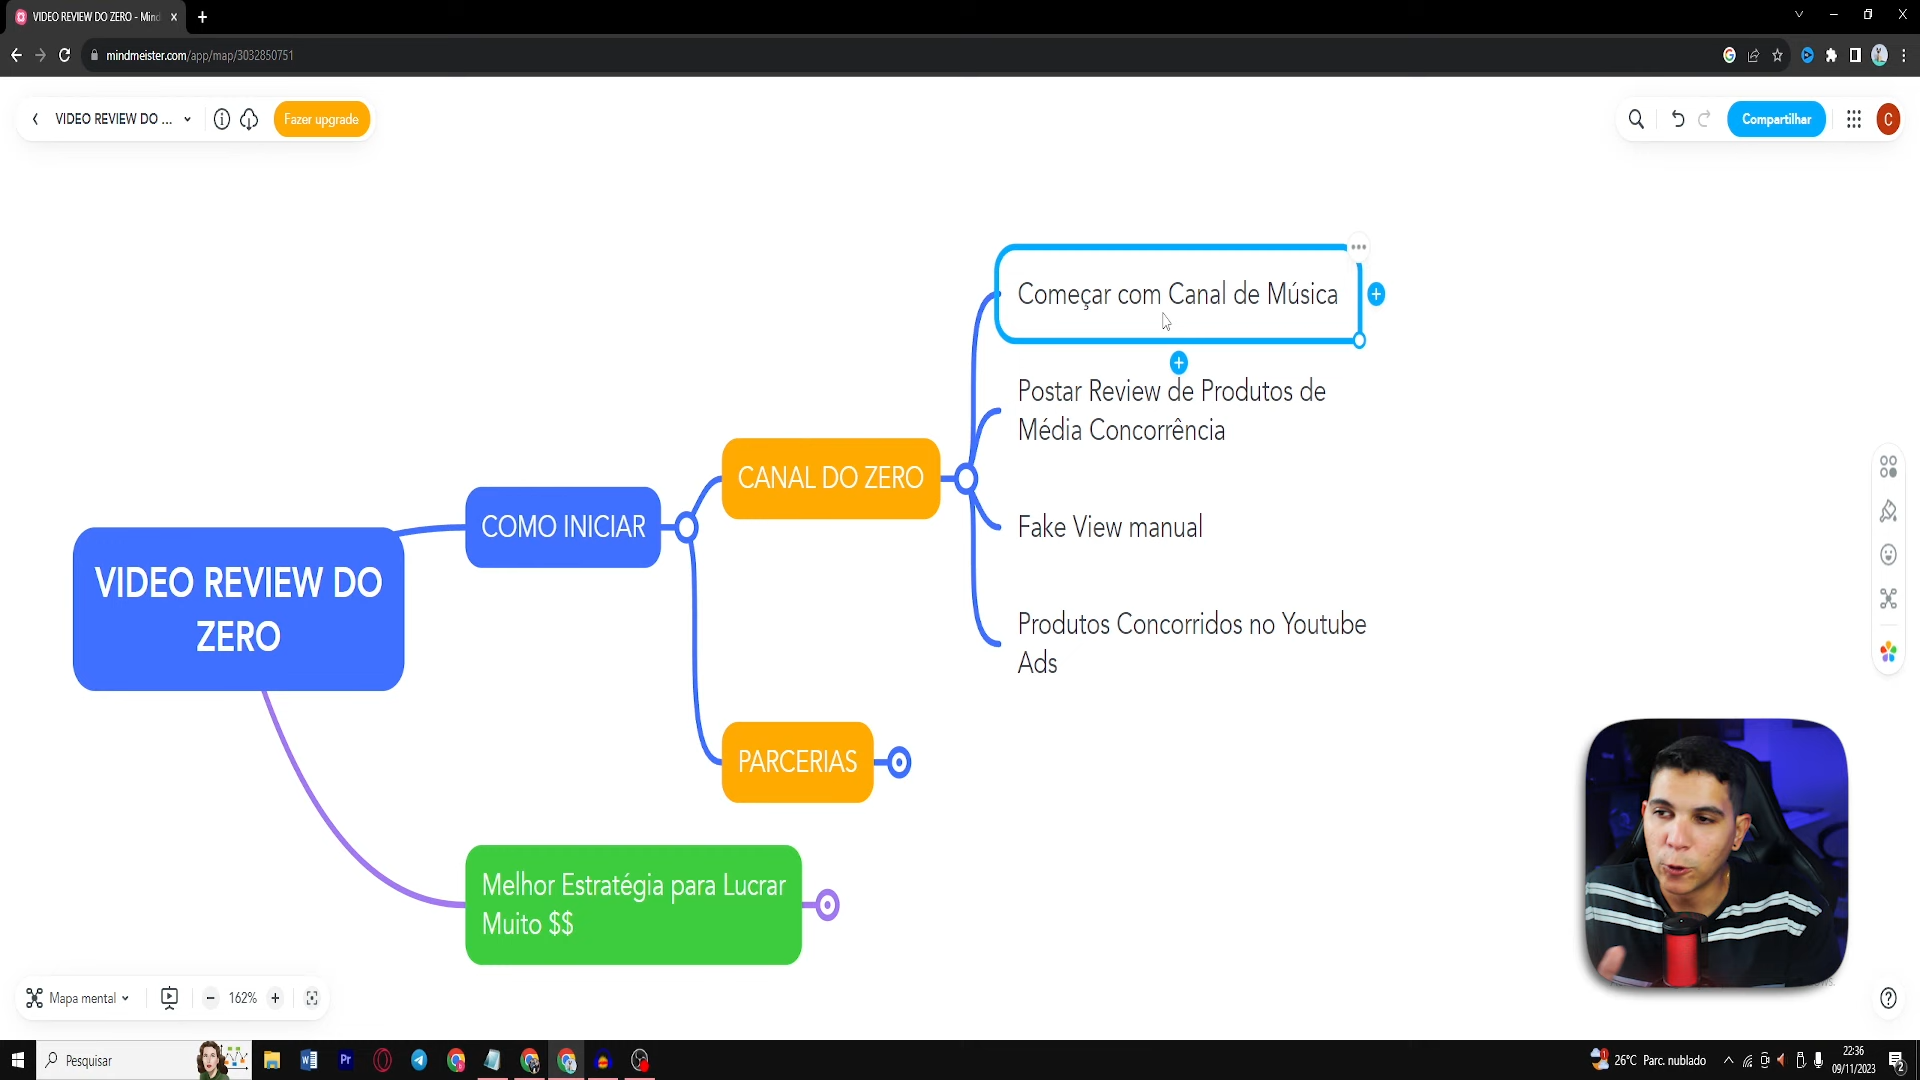 VIDEO REVIEW DO ZERO - Mind
mindmeister.com/app/map/3032850751
VIDEO REVIEW DO ...
Fazer upgrade
Compartilhar
C
Começar com Canal de Música
Postar Review de Produtos de
Média Concorrência
CANAL DO ZERO
COMO INICIAR
Fake View manual
VIDEO REVIEW DO
ZERO
Produtos Concorridos no Youtube
Ads
PARCERIAS
Melhor Estratégia para Lucrar
Muito $$
Mapa mental
162%
Pesquisar
26°C Parc. nublado
22:36
09/11/2023